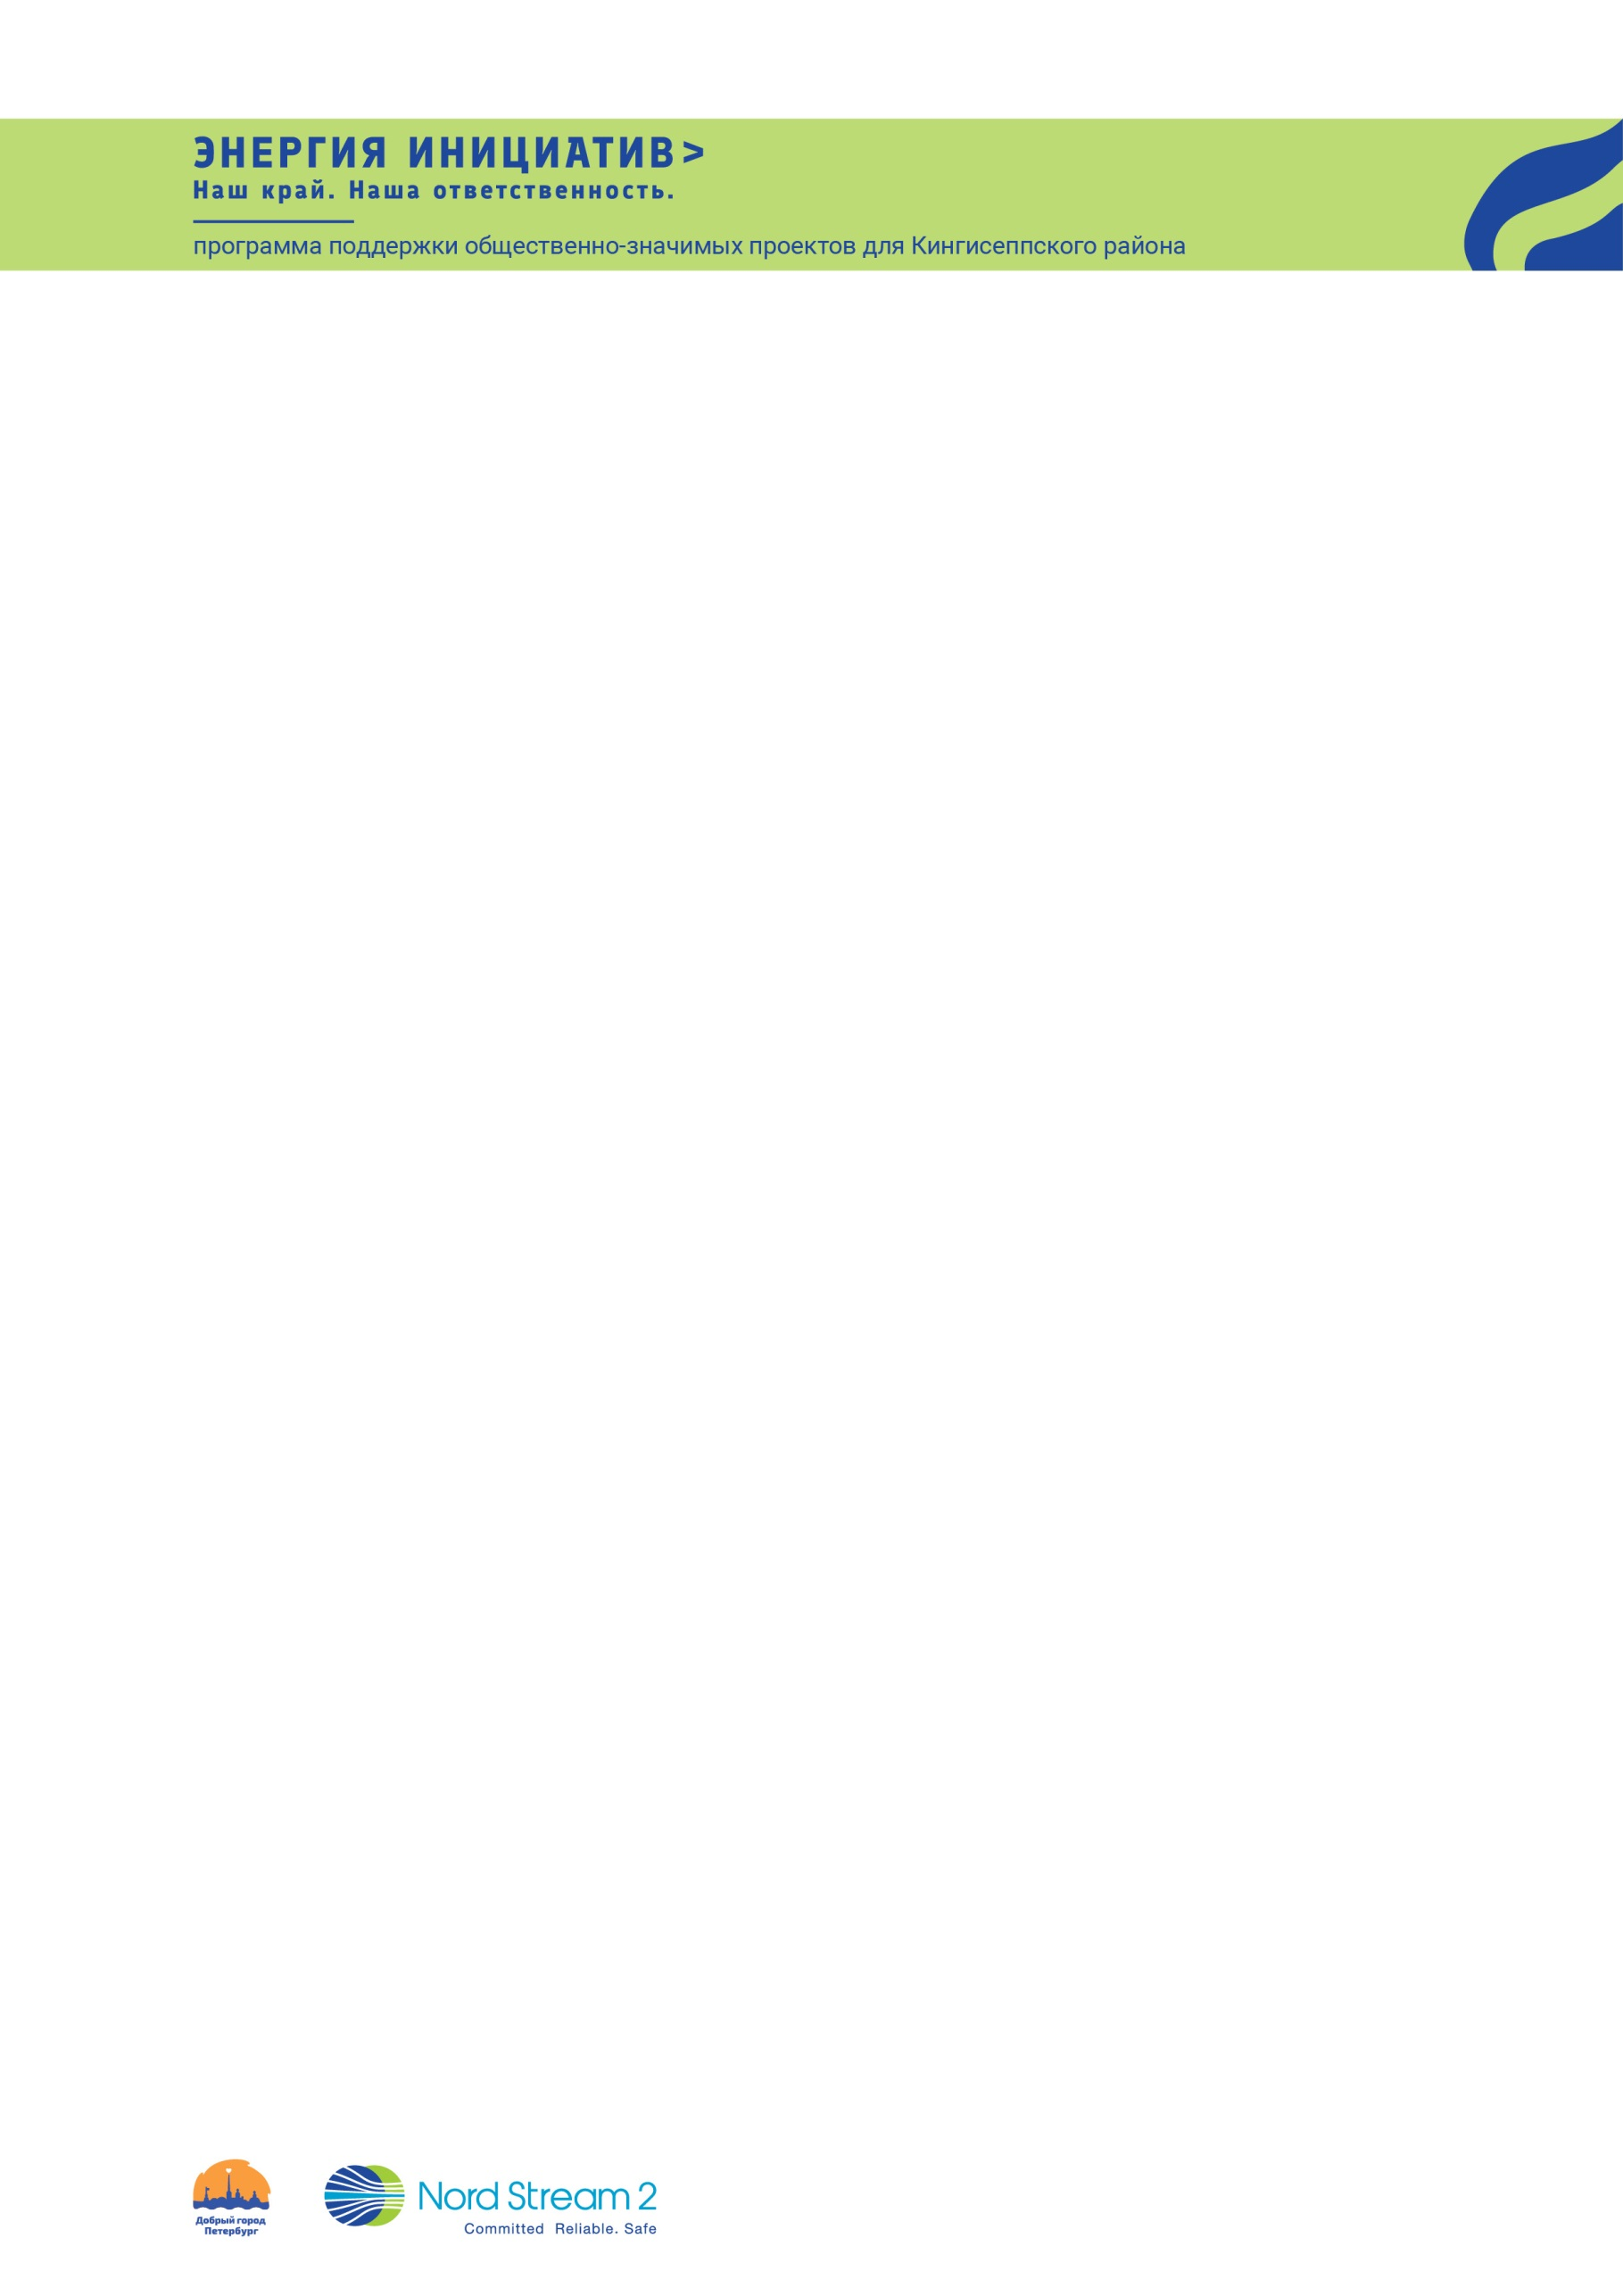 ЭНЕРГИЯ ИНИЦИАТИВ>
Наш край. Наша ответственность.
программа поддержки общественно-значимых проектов для Кингисеппского района
Добрый город
Петербург
Nord Stream 2
Committed Reliable. Safe